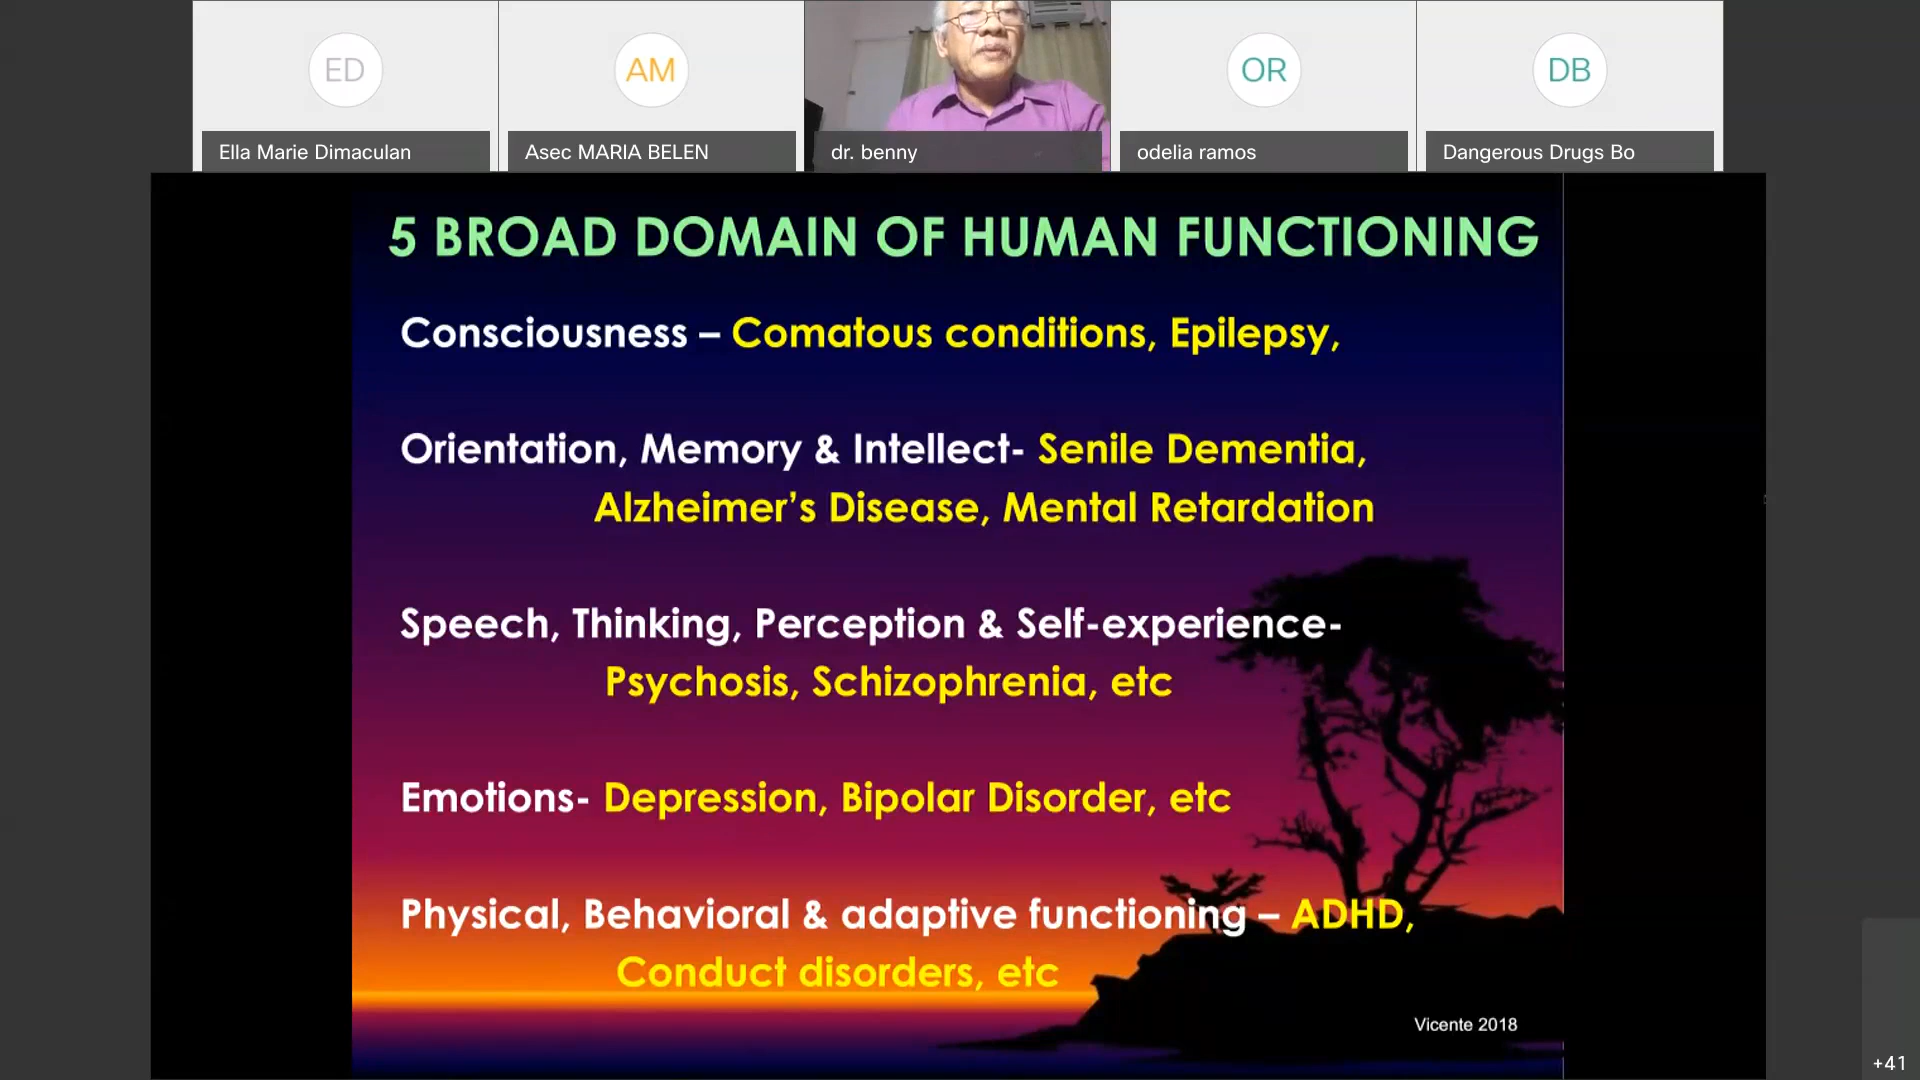 ED
AM
OR
DB
Ella Marie Dimaculan
Asec MARIA BELEN
dr. benny
odelia ramos
Dangerous Drugs Bo
5 BROAD DOMAIN OF HUMAN FUNCTIONING
Consciousness – Comatous conditions, Epilepsy,
Orientation, Memory & Intellect- Senile Dementia,
Alzheimer’s Disease, Mental Retardation
Speech, Thinking, Perception & Self-experience-
Psychosis, Schizophrenia, etc
Emotions- Depression, Bipolar Disorder, etc
Physical, Behavioral & adaptive functioning – ADHD,
Conduct disorders, etc
Vicente 2018
+41